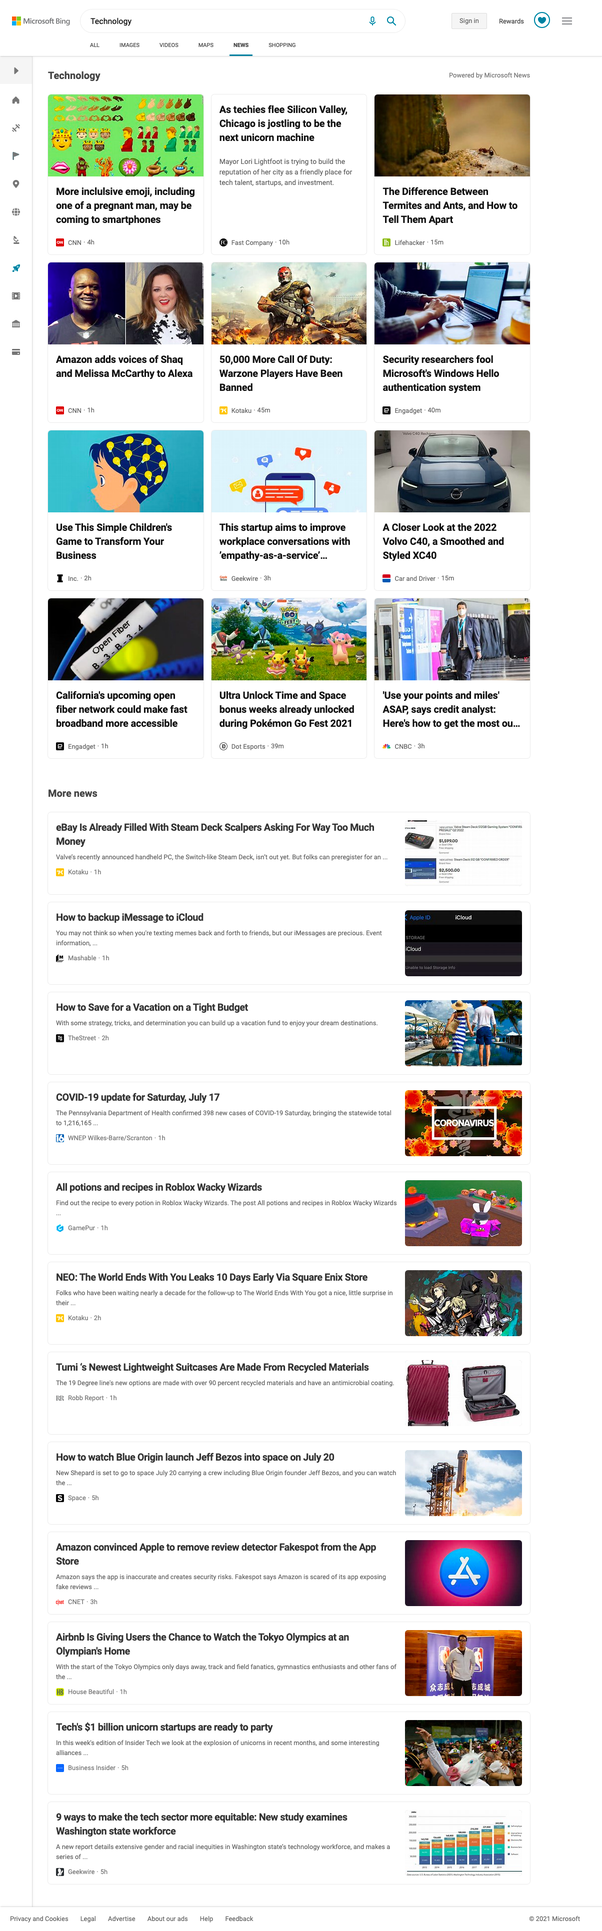 Microsoft Bing
Technology
Sign in
Rewards
ALL
IMAGES
VIDEOS
MAPS
NEWS
SHOPPING
Technology
Powered by Microsoft News
More inclulsive emoji, including
one of a pregnant man, may be
coming to smartphones
CNN · 4h
As techies flee Silicon Valley,
Chicago is jostling to be the
next unicorn machine
Mayor Lori Lightfoot is trying to build the
reputation of her city as a friendly place for
tech talent, startups, and investment.
Fast Company · 10h
The Difference Between
Termites and Ants, and How to
Tell Them Apart
Lifehacker · 15m
Amazon adds voices of Shaq
and Melissa McCarthy to Alexa
CNN · 1h
50,000 More Call Of Duty:
Warzone Players Have Been
Banned
Kotaku · 45m
Security researchers fool
Microsoft's Windows Hello
authentication system
Engadget · 40m
Use This Simple Children's
Game to Transform Your
Business
Inc. · 2h
This startup aims to improve
workplace conversations with
'empathy-as-a-service'...
Geekwire · 3h
A Closer Look at the 2022
Volvo C40, a Smoothed and
Styled XC40
Car and Driver · 15m
Open Fiber
B - B - 3 - 4
California's upcoming open
fiber network could make fast
broadband more accessible
Engadget · 1h
Ultra Unlock Time and Space
bonus weeks already unlocked
during Pokémon Go Fest 2021
Dot Esports · 39m
'Use your points and miles'
ASAP, says credit analyst:
Here's how to get the most ou...
CNBC · 3h
More news
eBay Is Already Filled With Steam Deck Scalpers Asking For Way Too Much
Money
Valve's recently announced handheld PC, the Switch-like Steam Deck, isn't out yet. But folks can preregister for an ...
Kotaku · 1h
How to backup iMessage to iCloud
You may not think so when you're texting memes back and forth to friends, but our iMessages are precious. Event
information, ...
Mashable · 1h
Apple ID
iCloud
STORAGE
iCloud
Unable to load Storage Info
How to Save for a Vacation on a Tight Budget
With some strategy, tricks, and determination you can build up a vacation fund to enjoy your dream destinations.
TheStreet · 2h
COVID-19 update for Saturday, July 17
The Pennsylvania Department of Health confirmed 398 new cases of COVID-19 Saturday, bringing the statewide total
to 1,216,165 ...
WNEP Wilkes-Barre/Scranton · 1h
CORONAVIRUS
All potions and recipes in Roblox Wacky Wizards
Find out the recipe to every potion in Roblox Wacky Wizards. The post All potions and recipes in Roblox Wacky Wizards
...
GamePur · 1h
NEO: The World Ends With You Leaks 10 Days Early Via Square Enix Store
Folks who have been waiting nearly a decade for the follow-up to The World Ends With You got a nice, little surprise in
their ...
Kotaku · 2h
Tumi 's Newest Lightweight Suitcases Are Made From Recycled Materials
The 19 Degree line's new options are made with over 90 percent recycled materials and have an antimicrobial coating.
Robb Report · 1h
How to watch Blue Origin launch Jeff Bezos into space on July 20
New Shepard is set to go to space July 20 carrying a crew including Blue Origin founder Jeff Bezos, and you can watch
the ...
Space · 5h
Amazon convinced Apple to remove review detector Fakespot from the App
Store
Amazon says the app is inaccurate and creates security risks. Fakespot says Amazon is scared of its app exposing
fake reviews ...
CNET · 3h
Airbnb Is Giving Users the Chance to Watch the Tokyo Olympics at an
Olympian's Home
With the start of the Tokyo Olympics only days away, track and field fanatics, gymnastics enthusiasts and other fans of
the ...
House Beautiful · 1h
Tech's $1 billion unicorn startups are ready to party
In this week's edition of Insider Tech we look at the explosion of unicorns in recent months, and some interesting
alliances ...
Business Insider · 5h
9 ways to make the tech sector more equitable: New study examines
Washington state workforce
A new report details extensive gender and racial inequities in Washington state's technology workforce, and makes a
series of ...
Geekwire · 5h
Privacy and Cookies
Legal
Advertise
About our ads
Help
Feedback
© 2021 Microsoft